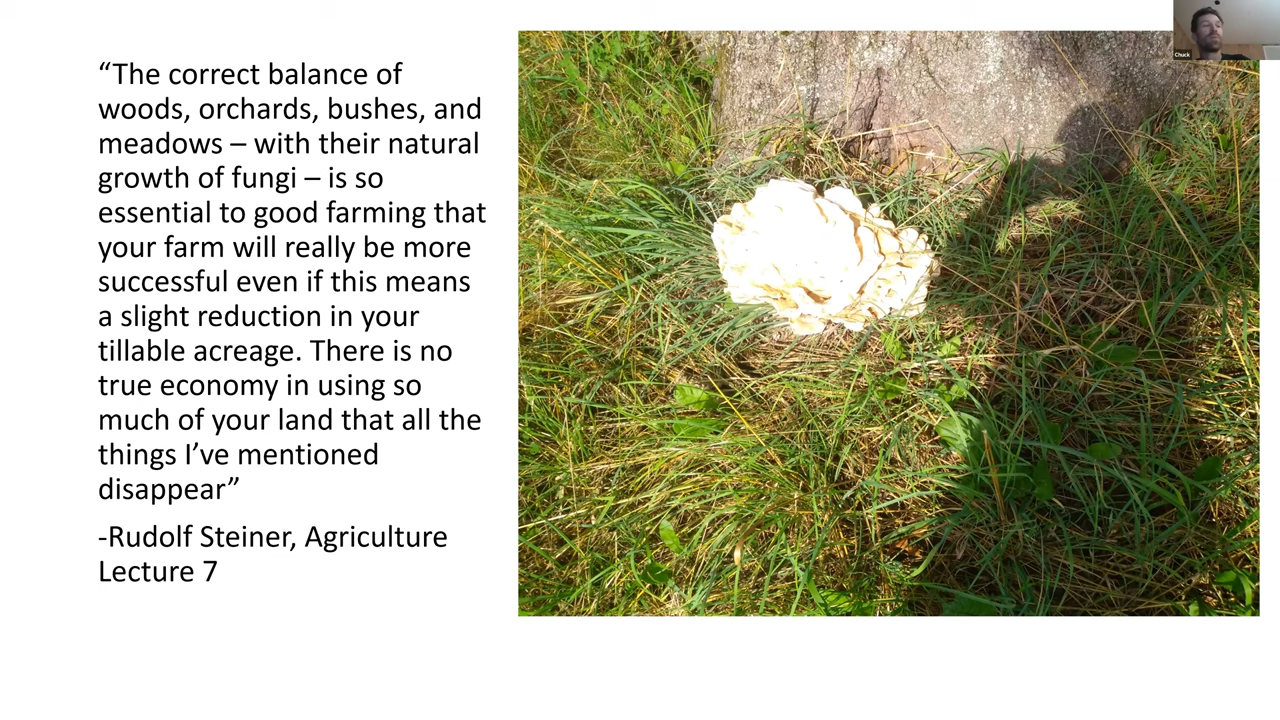 “The correct balance of
woods, orchards, bushes, and
meadows – with their natural
growth of fungi – is so
essential to good farming that
your farm will really be more
successful even if this means
a slight reduction in your
tillable acreage. There is no
true economy in using so
much of your land that all the
things I’ve mentioned
disappear”
-Rudolf Steiner, Agriculture
Lecture 7
Chuck